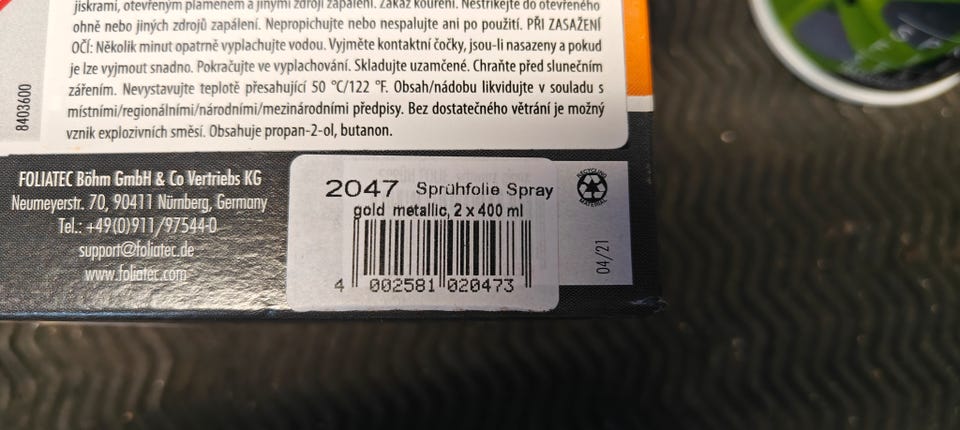 jiskrami, otevřeným plamenem a jinými zdroji zapálení. Zákaz kouření. Nestříkejte do otevřeného
ohně nebo jiných zdrojů zapálení. Nepropichujte nebo nespalujte ani po použití. PŘI ZASAŽENÍ
OČÍ: Několik minut opatrně vyplachujte vodou. Vyjměte kontaktní čočky, jsou-li nasazeny a pokud
je lze vyjmout snadno. Pokračujte ve vyplachování. Skladujte uzamčené. Chraňte před slunečním
zářením. Nevystavujte teplotě přesahující 50 °C/122 °F. Obsah/nádobu likvidujte v souladu s
místními/regionálními/národními/mezinárodními předpisy. Bez dostatečného větrání je možný
vznik explozivních směsí. Obsahuje propan-2-ol, butanon.
8403600
FOLIATEC Böhm GmbH & Co Vertriebs KG
Neumeyerstr. 70, 90411 Nürnberg, Germany
Tel.: +49(0)911/97544-0
support@foliatec.de
www.foliatec.com
2047 Sprühfolie Spray
gold metallic, 2 x 400 ml
4 002581 020473
RECYCLING
MATERIAL
04/21